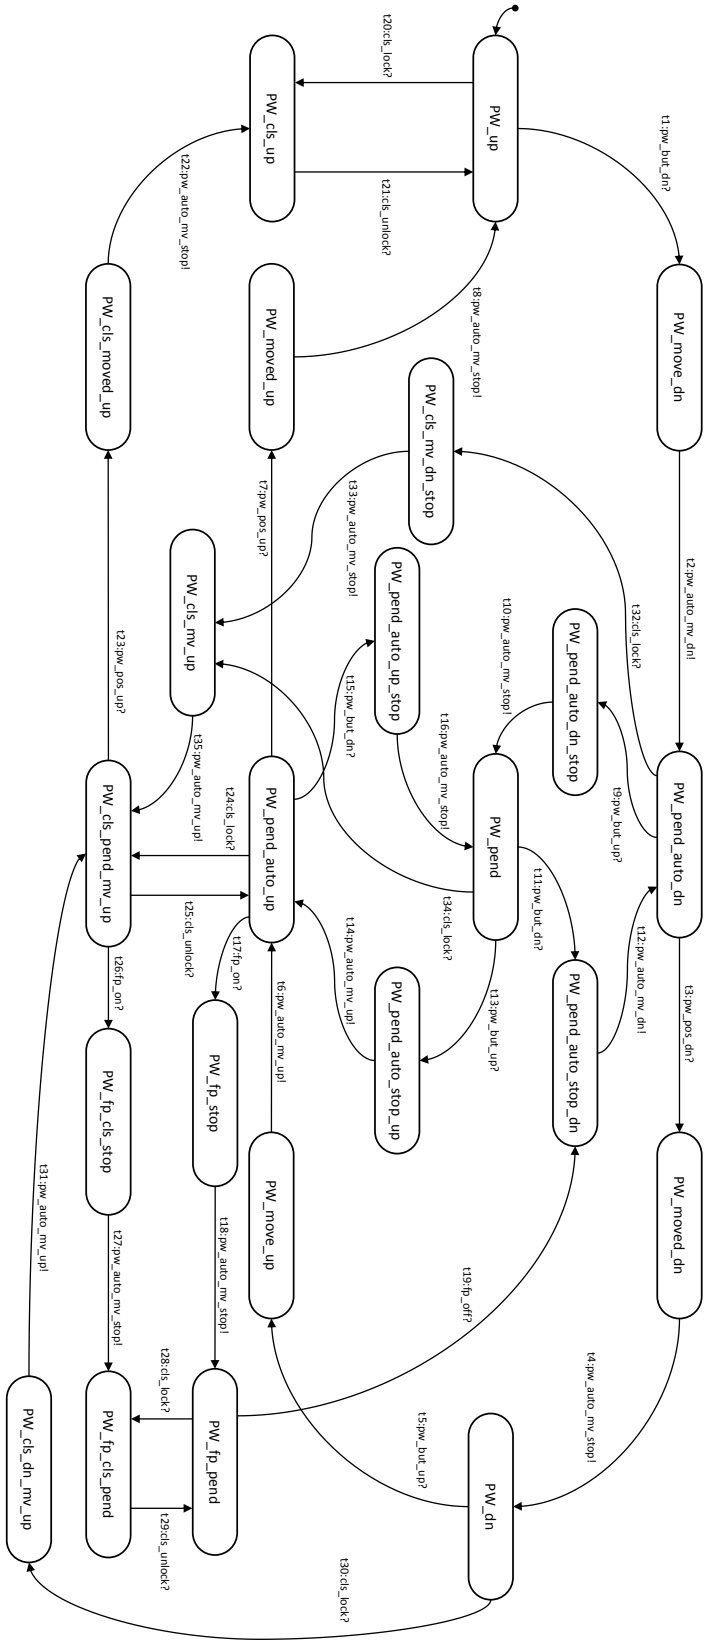 t1:pw_but_dn?
t20:cls_lock?
PW_up
PW_cls_up
t21:cls_unlock?
t22:pw_auto_mv_stop!
t8:pw_auto_mv_stop!
PW_move_dn
PW_moved_up
PW_cls_moved_up
PW_cls_mv_dn_stop
t2:pw_auto_mv_dn!
t7:pw_pos_up?
t33:pw_auto_mv_stop!
t32:cls_lock?
t10:pw_auto_mv_stop!
PW_pend_auto_dn_stop
PW_pend_auto_up_stop
PW_cls_mv_up
t23:pw_pos_up?
t15:pw_but_dn?
t16:pw_auto_mv_stop!
t35:pw_auto_mv_up!
t9:pw_but_up?
PW_pend_auto_dn
PW_pend
PW_pend_auto_up
PW_cls_pend_mv_up
t24:cls_lock?
t25:cls_unlock?
t11:pw_but_dn?
t34:cls_lock?
t12:pw_auto_mv_dn!
t14:pw_auto_mv_up!
t17:fp_on?
t26:fp_on?
t13:pw_but_up?
t3:pw_pos_dn?
t6:pw_auto_mv_up!
PW_pend_auto_stop_dn
PW_pend_auto_stop_up
PW_fp_stop
PW_fp_cls_stop
PW_moved_dn
PW_move_up
t31:pw_auto_mv_up!
t18:pw_auto_mv_stop!
t27:pw_auto_mv_stop!
t19:fp_off?
t4:pw_auto_mv_stop!
t28:cls_lock?
t5:pw_but_up?
PW_dn
PW_fp_pend
PW_fp_cls_pend
PW_cls_dn_mv_up
t29:cls_unlock?
t30:cls_lock?